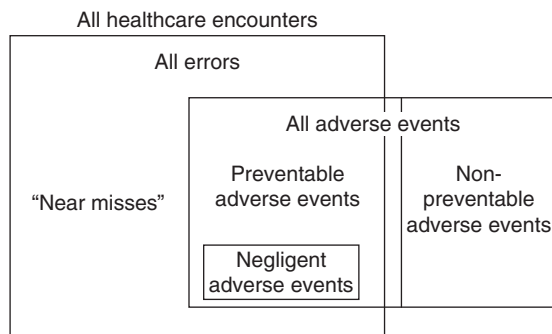 All healthcare encounters
All errors
All adverse events
Preventable
adverse events
Non-
preventable
adverse events
“Near misses”
Negligent
adverse events